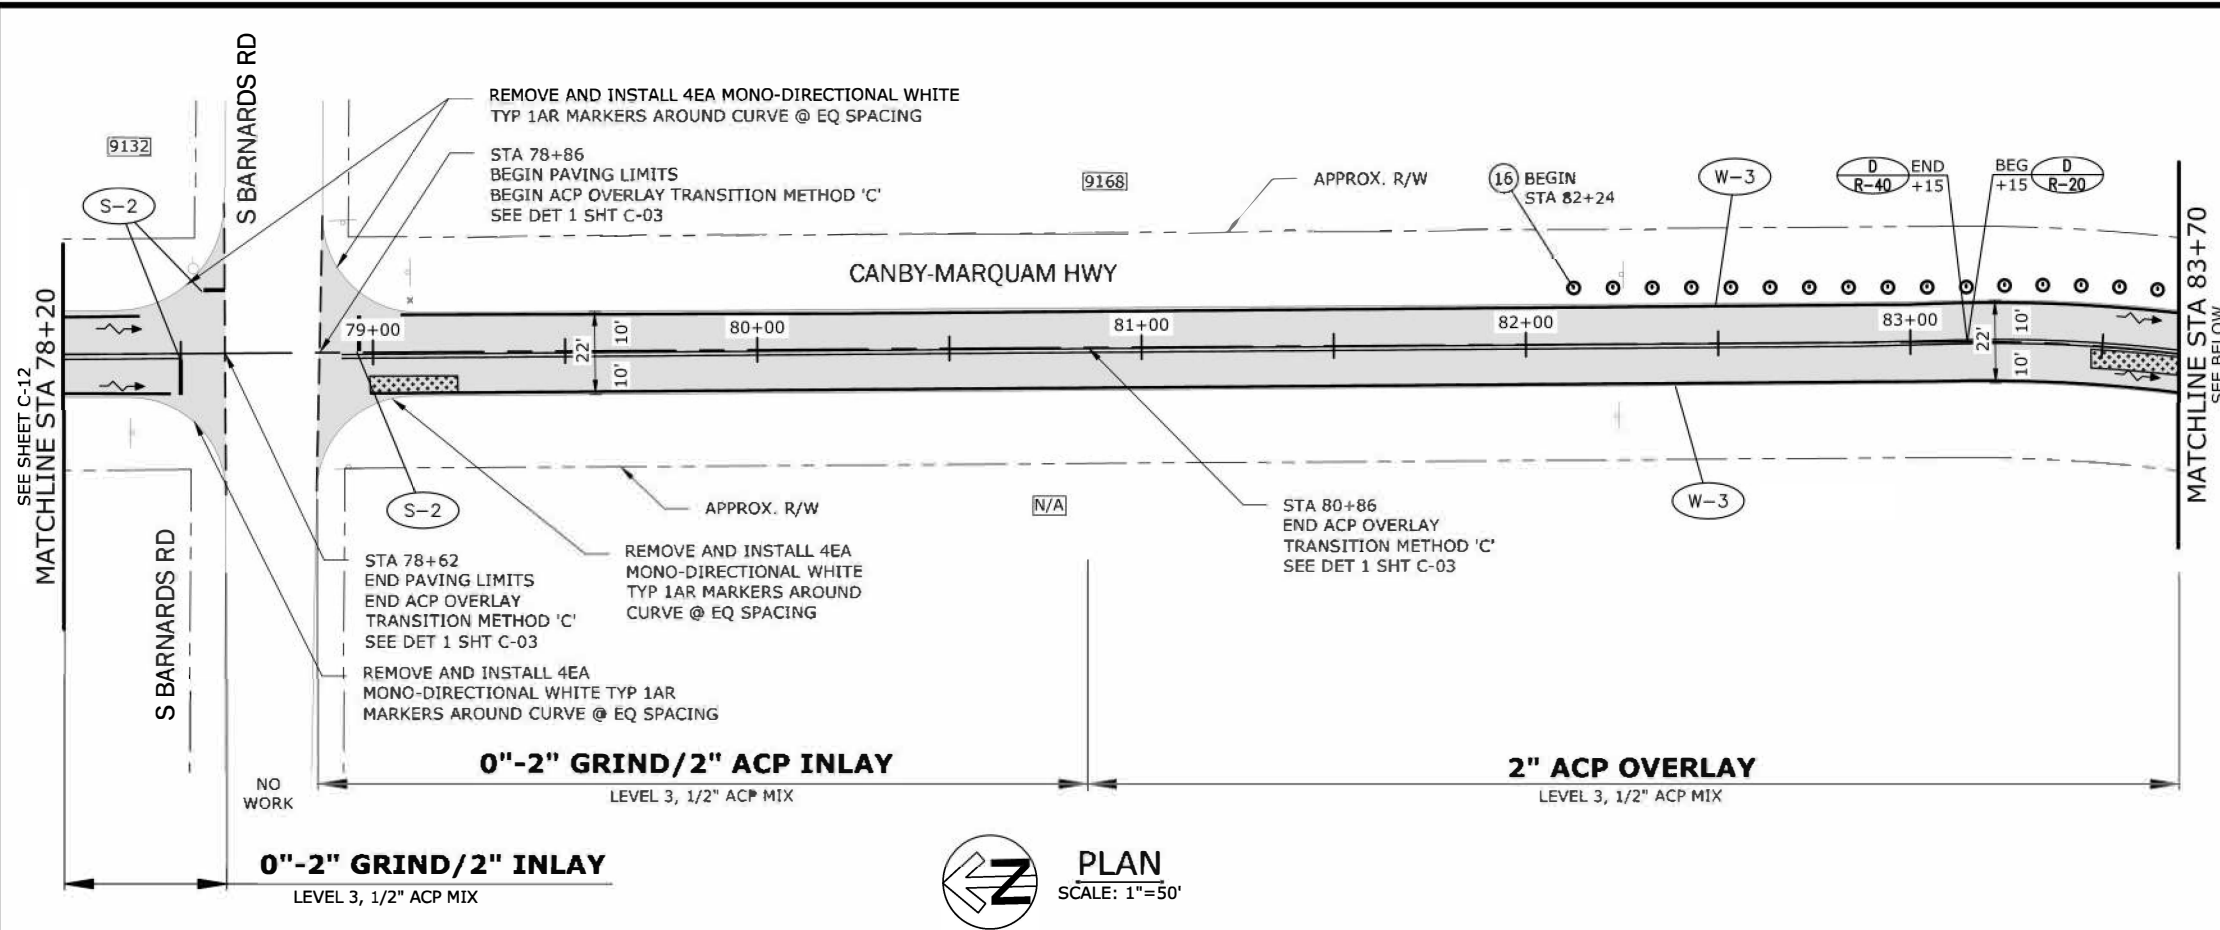 S BARNARDS RD
9132
S-2
SEE SHEET C-12
MATCHLINE STA 78+20
REMOVE AND INSTALL 4EA MONO-DIRECTIONAL WHITE
TYP 1AR MARKERS AROUND CURVE @ EQ SPACING
STA 78+86
BEGIN PAVING LIMITS
BEGIN ACP OVERLAY TRANSITION METHOD 'C'
SEE DET 1 SHT C-03
9168
APPROX. R/W
16 BEGIN
STA 82+24
W-3
D
R-40
END
+15
BEG
+15
D
R-20
MATCHLINE STA 83+70
SEE BELOW
CANBY-MARQUAM HWY
79+00
80+00
81+00
82+00
83+00
10'
22'
10'
10'
22'
10'
S-2
APPROX. R/W
N/A
W-3
STA 80+86
END ACP OVERLAY
TRANSITION METHOD 'C'
SEE DET 1 SHT C-03
REMOVE AND INSTALL 4EA
MONO-DIRECTIONAL WHITE
TYP 1AR MARKERS AROUND
CURVE @ EQ SPACING
STA 78+62
END PAVING LIMITS
END ACP OVERLAY
TRANSITION METHOD 'C'
SEE DET 1 SHT C-03
S BARNARDS RD
REMOVE AND INSTALL 4EA
MONO-DIRECTIONAL WHITE TYP 1AR
MARKERS AROUND CURVE @ EQ SPACING
NO
WORK
0"-2" GRIND/2" ACP INLAY
LEVEL 3, 1/2" ACP MIX
2" ACP OVERLAY
LEVEL 3, 1/2" ACP MIX
0"-2" GRIND/2" INLAY
LEVEL 3, 1/2" ACP MIX
N
PLAN
SCALE: 1"=50'